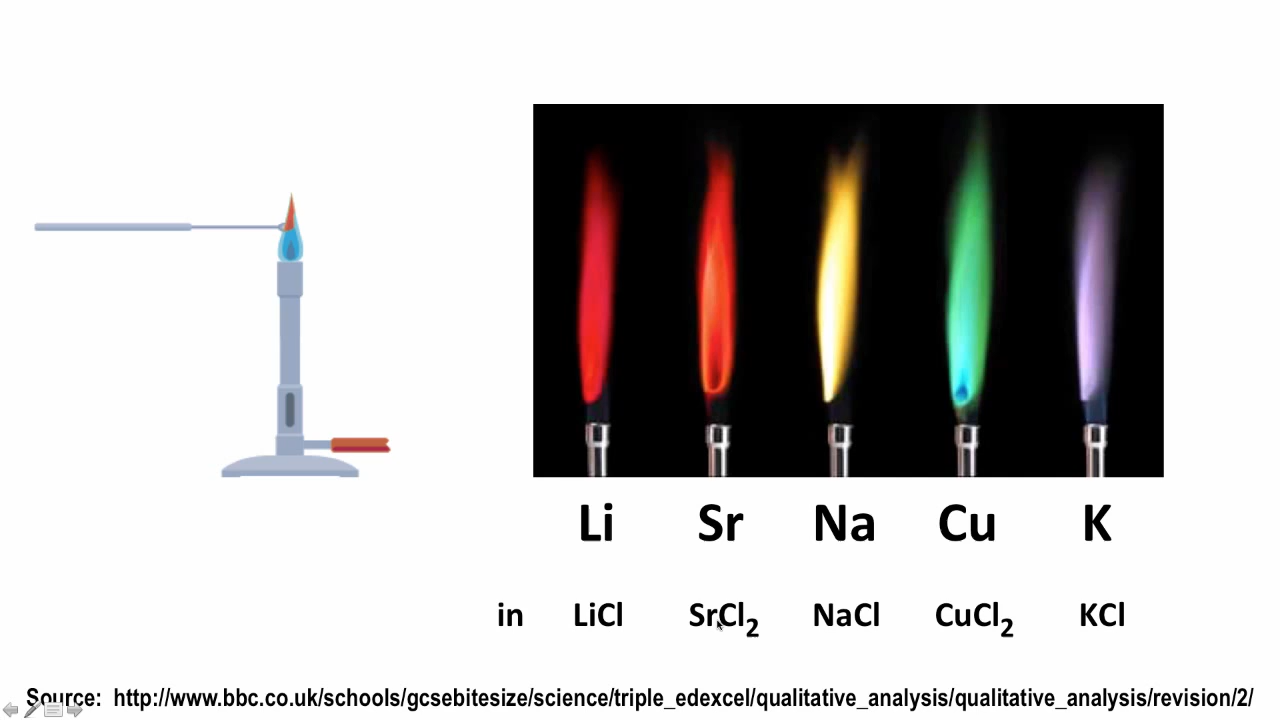 Li Sr Na Cu K
in LiCl SrCl₂ NaCl CuCl₂ KCl
Source: http://www.bbc.co.uk/schools/gcsebitesize/science/triple_edexcel/qualitative_analysis/qualitative_analysis/revision/2/